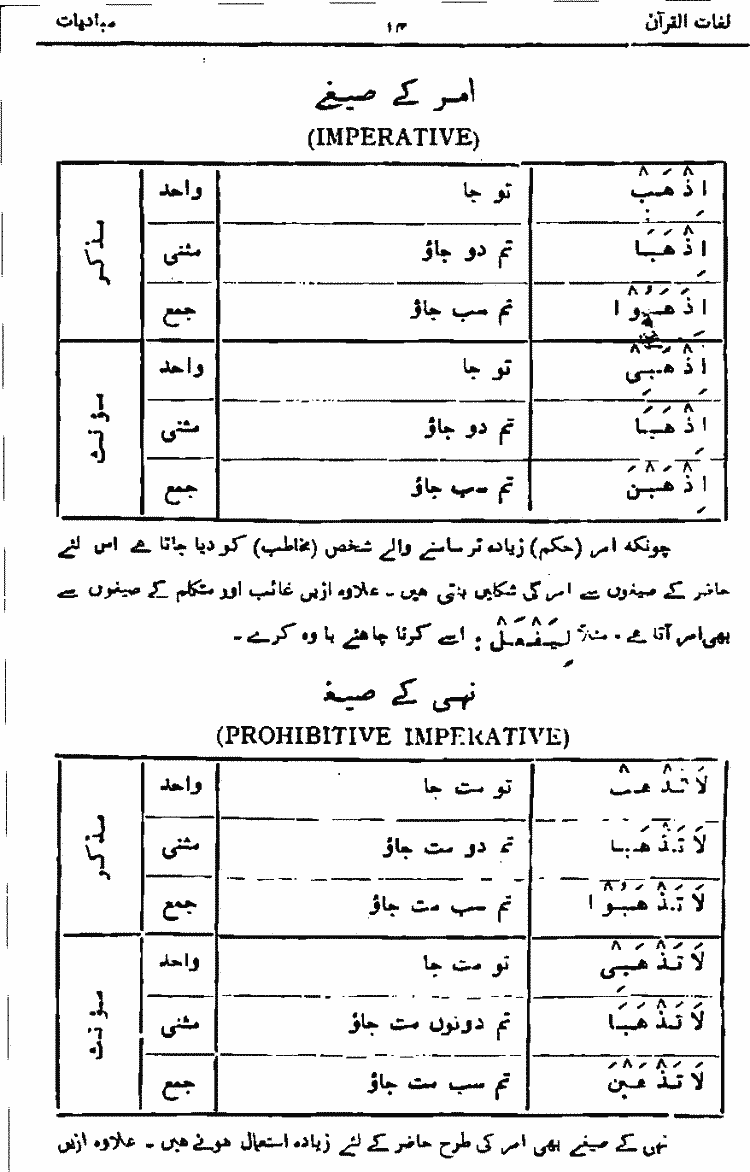 لغات القرآن ۱۳ مبادیات
امر کے صیغے
(IMPERATIVE)
اِذْهَبْ تو جا واحد مذکر
اِذْهَبَا تم دو جاؤ مثنی
اِذْهَبُوْا تم سب جاؤ جمع
اِذْهَبِیْ تو جا واحد مؤنث
اِذْهَبَا تم دو جاؤ مثنی
اِذْهَبْنَ تم سب جاؤ جمع
چونکہ امر (حکم) زیادہ تر سامنے والے شخص (مخاطب) کو دیا جاتا ہے اس لئے
حاضر کے صیغوں سے امر کی شکلیں بنتی ہیں ۔ علاوہ ازیں غائب اور متکلم کے صیغوں سے
بھی امر آتا ہے ۔ مثلاً لِیَفْعَلْ : اسے کرنا چاہئے یا وہ کرے ۔
نہی کے صیغے
(PROHIBITIVE IMPERATIVE)
لَا تَذْهَبْ تو مت جا واحد مذکر
لَا تَذْهَبَا تم دو مت جاؤ مثنی
لَا تَذْهَبُوْا تم سب مت جاؤ جمع
لَا تَذْهَبِیْ تو مت جا واحد مؤنث
لَا تَذْهَبَا تم دونوں مت جاؤ مثنی
لَا تَذْهَبْنَ تم سب مت جاؤ جمع
نہی کے صیغے بھی امر کی طرح حاضر کے لئے زیادہ استعمال ہوتے ہیں ۔ علاوہ ازیں